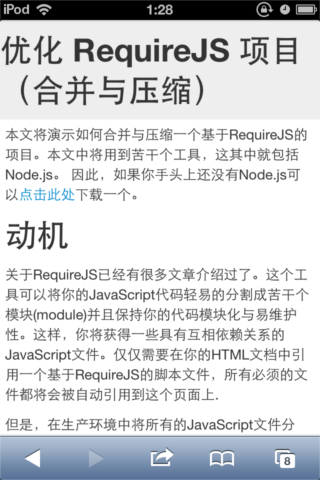 iPod 1:28
优化 RequireJS 项目
（合并与压缩）
本文将演示如何合并与压缩一个基于RequireJS的
项目。本文中将用到苦干个工具，这其中就包括
Node.js。 因此，如果你手头上还没有Node.js可
以点击此处下载一个。
动机
关于RequireJS已经有很多文章介绍过了。这个工
具可以将你的JavaScript代码轻易的分割成苦干个
模块(module)并且保持你的代码模块化与易维护
性。这样，你将获得一些具有互相依赖关系的
JavaScript文件。仅仅需要在你的HTML文档中引
用一个基于RequireJS的脚本文件，所有必须的文
件都将会被自动引用到这个页面上.
但是，在生产环境中将所有的JavaScript文件分
8